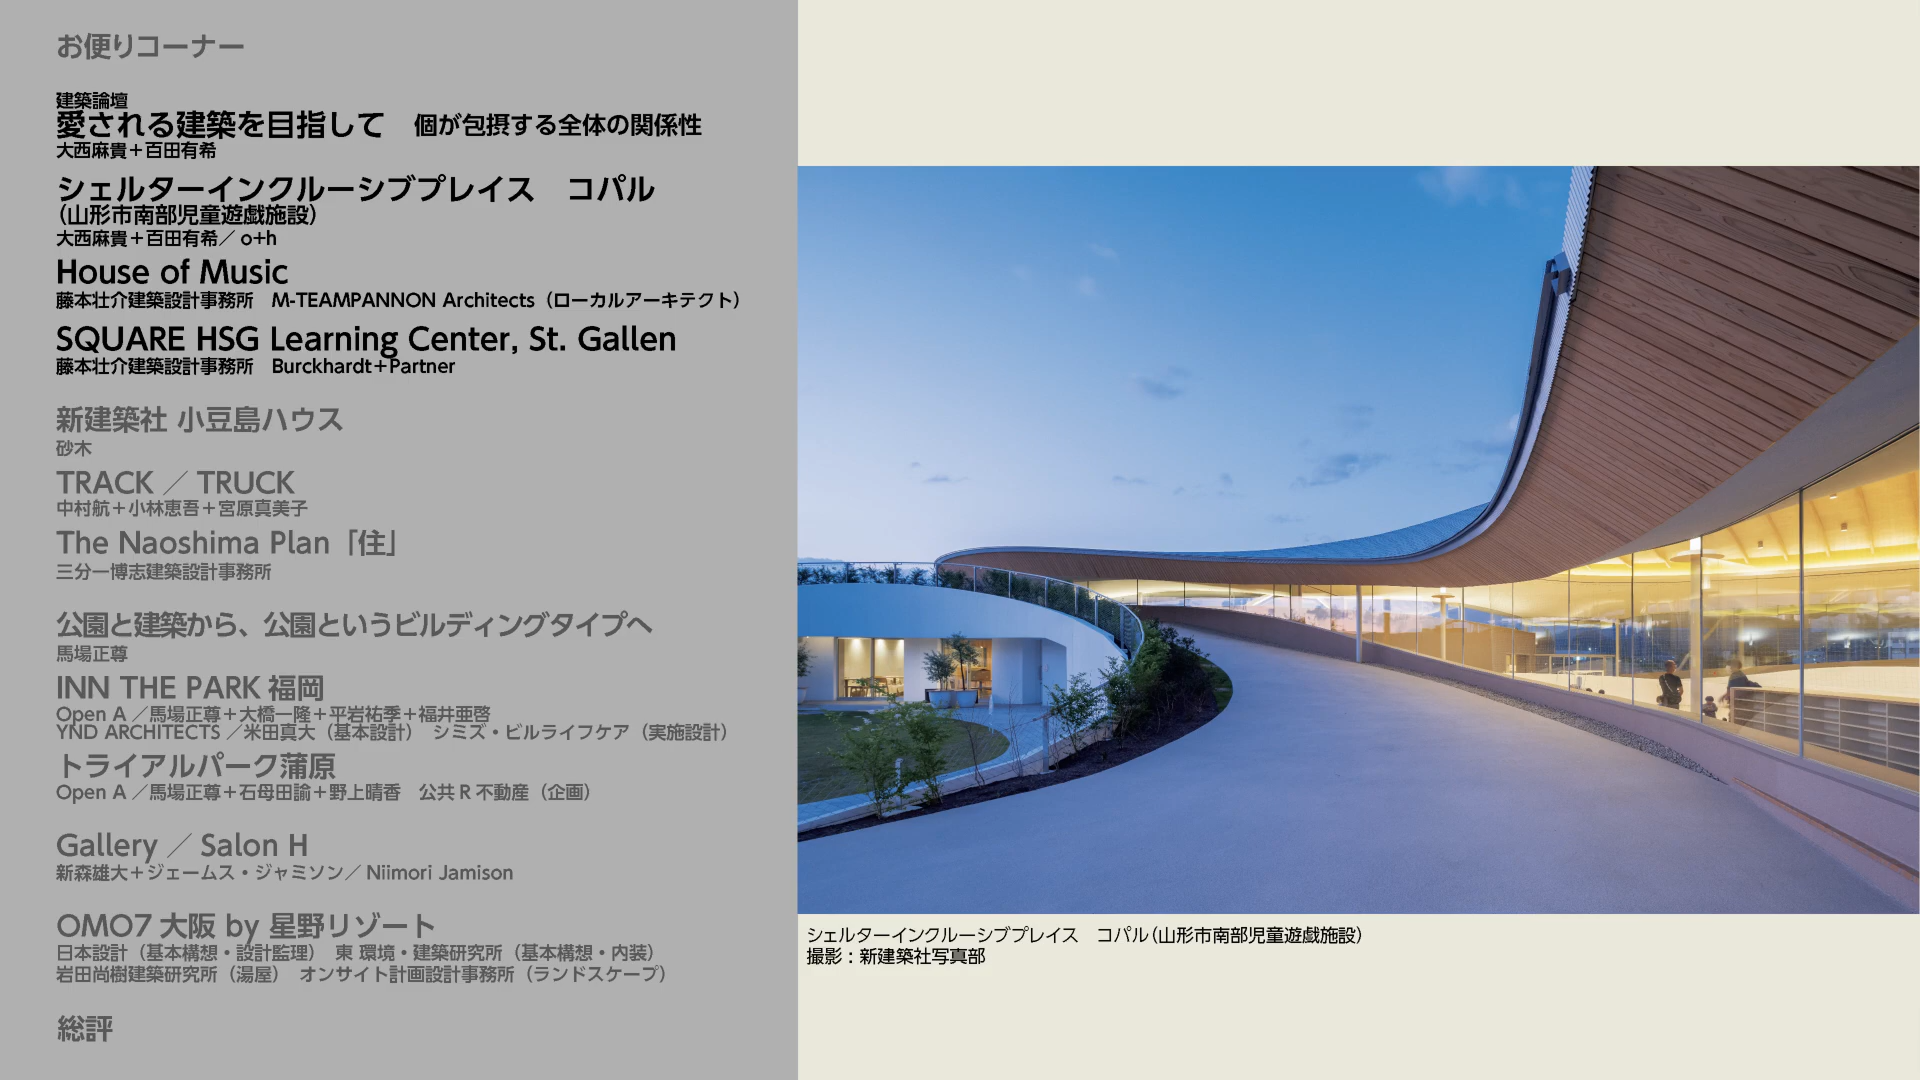 お便りコーナー
建築論壇
愛される建築を目指して　個が包摂する全体の関係性
大西麻貴＋百田有希
シェルターインクルーシブプレイス　コパル
（山形市南部児童遊戯施設）
大西麻貴＋百田有希／ o+h
House of Music
藤本壮介建築設計事務所　M-TEAMPANNON Architects（ローカルアーキテクト）
SQUARE HSG Learning Center, St. Gallen
藤本壮介建築設計事務所　Burckhardt＋Partner
新建築社 小豆島ハウス
砂木
TRACK ／ TRUCK
中村航＋小林恵吾＋宮原真美子
The Naoshima Plan「住」
三分一博志建築設計事務所
公園と建築から、公園というビルディングタイプへ
馬場正尊
INN THE PARK 福岡
Open A ／馬場正尊＋大橋一隆＋平岩祐季＋福井亜啓
YND ARCHITECTS ／米田真大（基本設計）　シミズ・ビルライフケア（実施設計）
トライアルパーク蒲原
Open A ／馬場正尊＋石母田諭＋野上晴香　公共 R 不動産（企画）
Gallery ／ Salon H
新森雄大＋ジェームス・ジャミソン／ Niimori Jamison
OMO7 大阪 by 星野リゾート
日本設計（基本構想・設計監理）　東 環境・建築研究所（基本構想・内装）
岩田尚樹建築研究所（湯屋）　オンサイト計画設計事務所（ランドスケープ）
総評
シェルターインクルーシブプレイス　コパル（山形市南部児童遊戯施設）
撮影：新建築社写真部